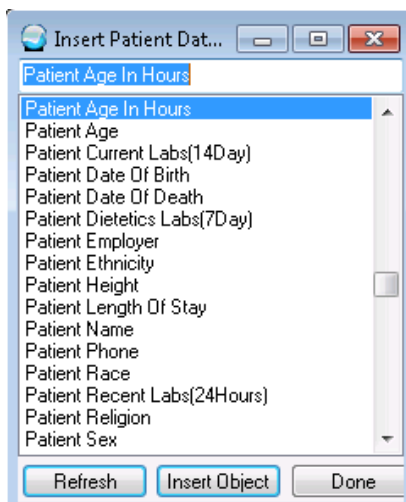 Insert Patient Dat...
Patient Age In Hours
Patient Age In Hours
Patient Age
Patient Current Labs(14Day)
Patient Date Of Birth
Patient Date Of Death
Patient Dietetics Labs(7Day)
Patient Employer
Patient Ethnicity
Patient Height
Patient Length Of Stay
Patient Name
Patient Phone
Patient Race
Patient Recent Labs(24Hours)
Patient Religion
Patient Sex
Refresh Insert Object Done